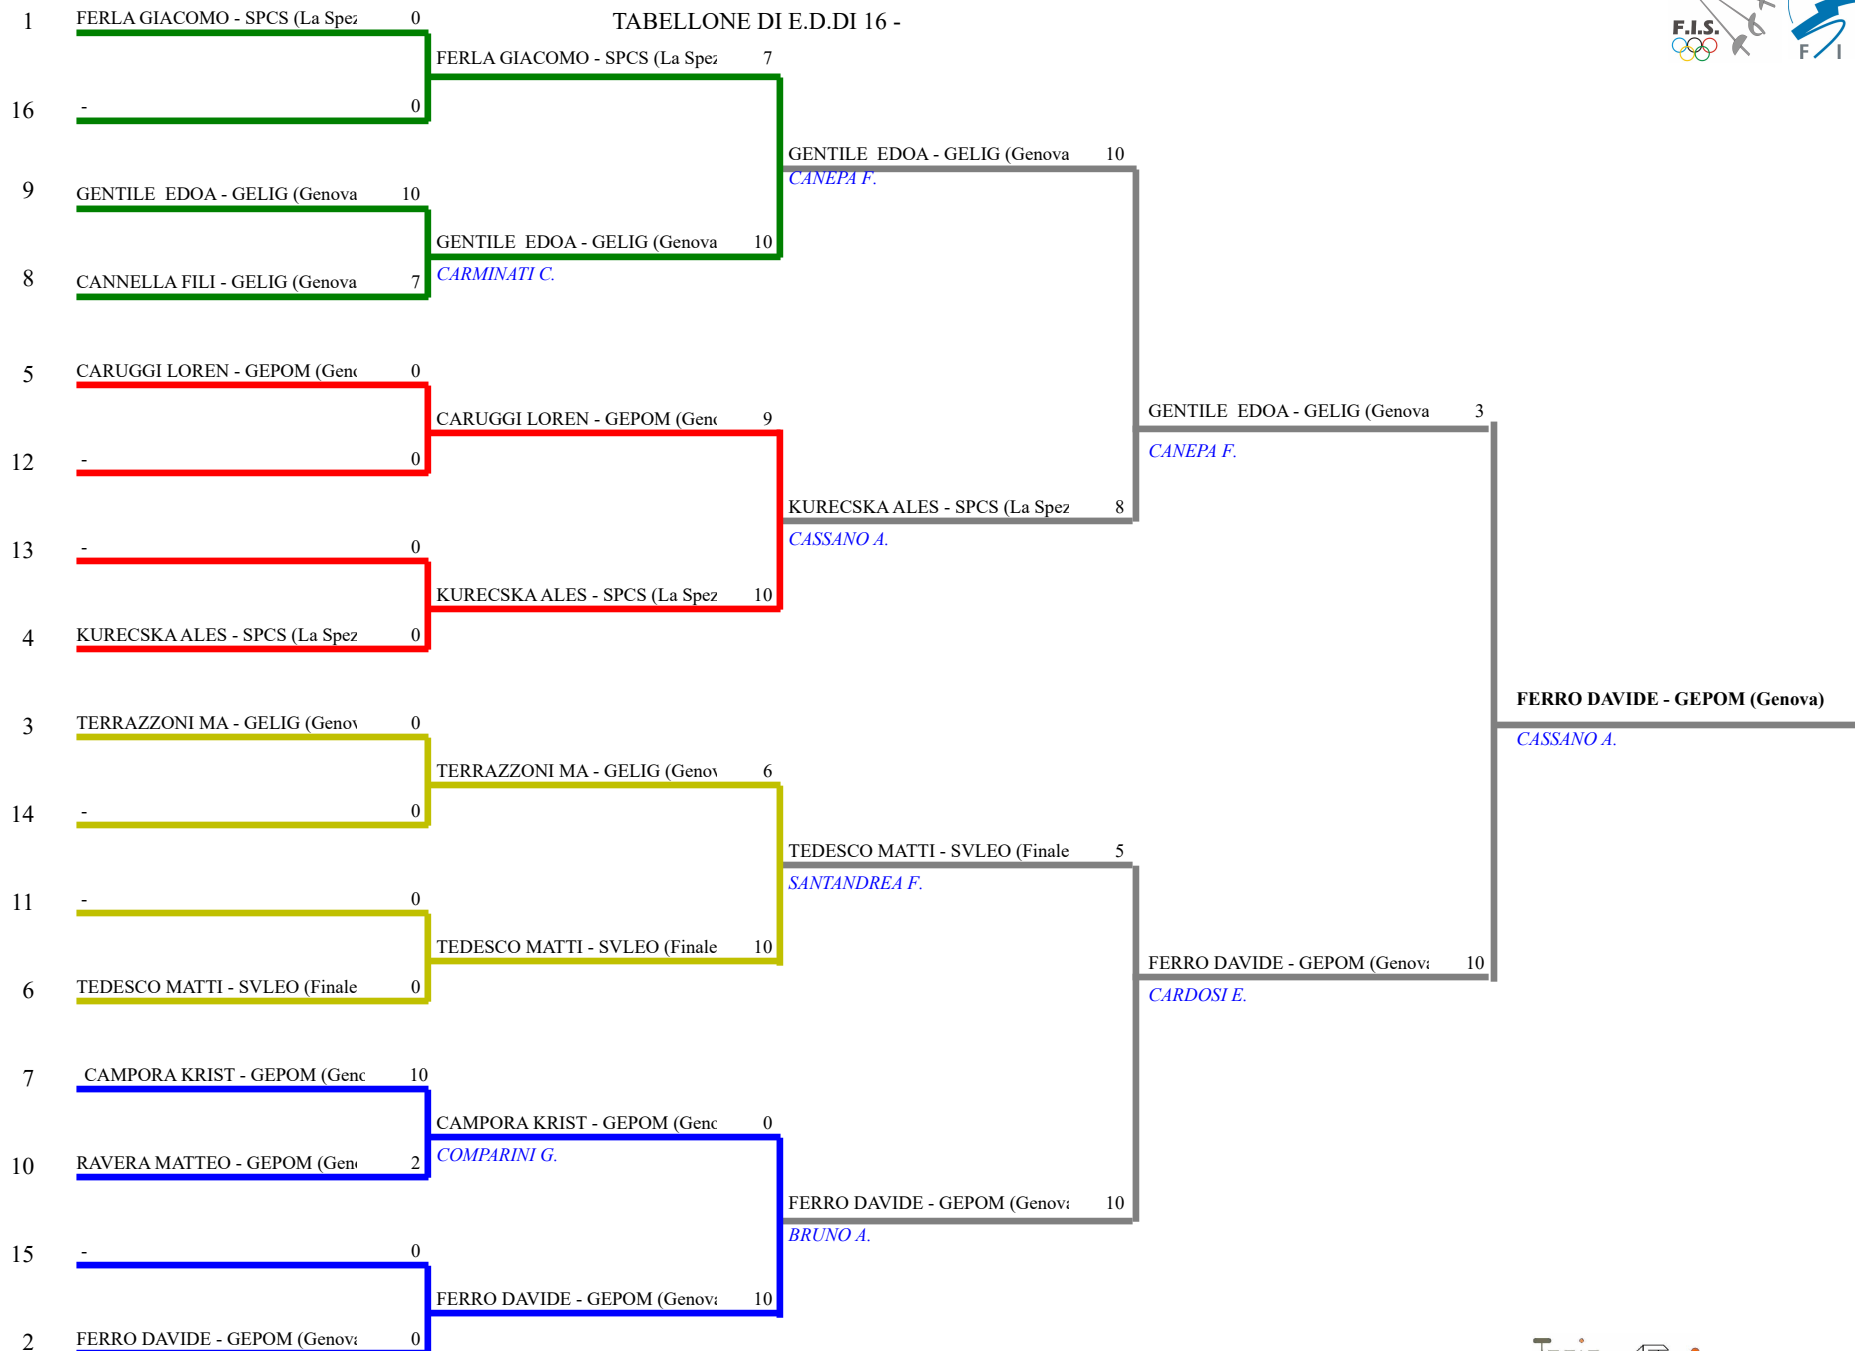 TABELLONE DI E.D.DI 16 -
F.I.S.
F I
1 FERLA GIACOMO - SPCS (La Spez 0
FERLA GIACOMO - SPCS (La Spez 7
16 - 0
GENTILE EDOA - GELIG (Genova 10
CANEPA F.
9 GENTILE EDOA - GELIG (Genova 10
GENTILE EDOA - GELIG (Genova 10
CARMINATI C.
8 CANNELLA FILI - GELIG (Genova 7
5 CARUGGI LOREN - GEPOM (Geno 0
CARUGGI LOREN - GEPOM (Geno 9
GENTILE EDOA - GELIG (Genova 3
CANEPA F.
12 - 0
KURECSKA ALES - SPCS (La Spez 8
CASSANO A.
13 - 0
KURECSKA ALES - SPCS (La Spez 10
4 KURECSKA ALES - SPCS (La Spez 0
FERRO DAVIDE - GEPOM (Genova)
CASSANO A.
3 TERRAZZONI MA - GELIG (Genov 0
TERRAZZONI MA - GELIG (Genov 6
14 - 0
TEDESCO MATTI - SVLEO (Finale 5
SANTANDREA F.
11 - 0
TEDESCO MATTI - SVLEO (Finale 10
FERRO DAVIDE - GEPOM (Genova 10
CARDOSI E.
6 TEDESCO MATTI - SVLEO (Finale 0
7 CAMPORA KRIST - GEPOM (Geno 10
CAMPORA KRIST - GEPOM (Geno 0
COMPARINI G.
10 RAVERA MATTEO - GEPOM (Gen 2
FERRO DAVIDE - GEPOM (Genova 10
BRUNO A.
15 - 0
FERRO DAVIDE - GEPOM (Genova 10
2 FERRO DAVIDE - GEPOM (Genova 0